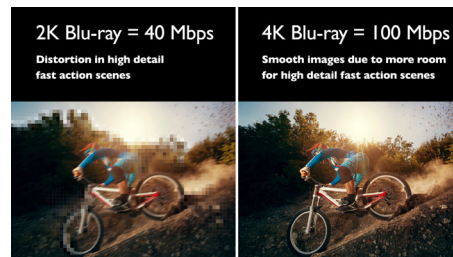 2K Blu-ray = 40 Mbps
Distortion in high detail
fast action scenes
4K Blu-ray = 100 Mbps
Smooth images due to more room
for high detail fast action scenes